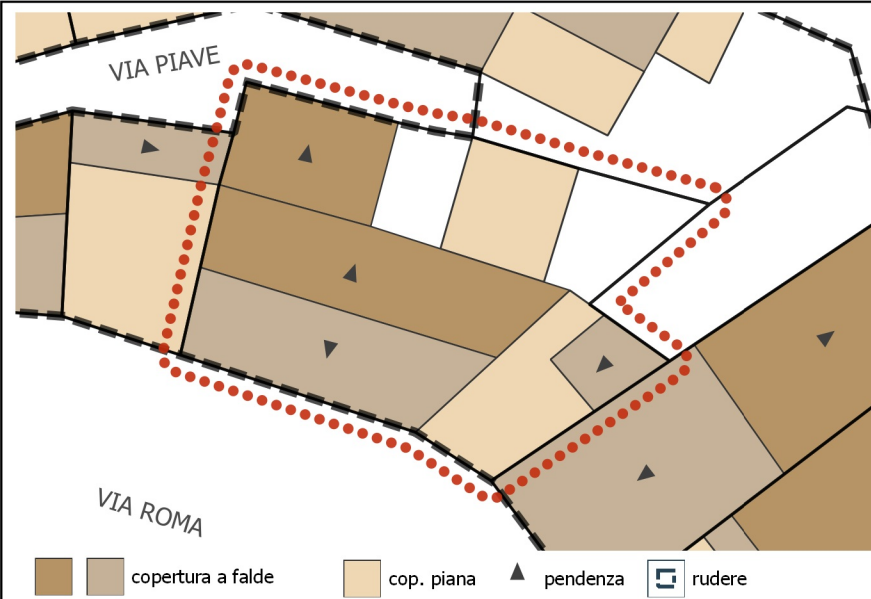 VIA PIAVE
VIA ROMA
copertura a falde
cop. piana
pendenza
rudere